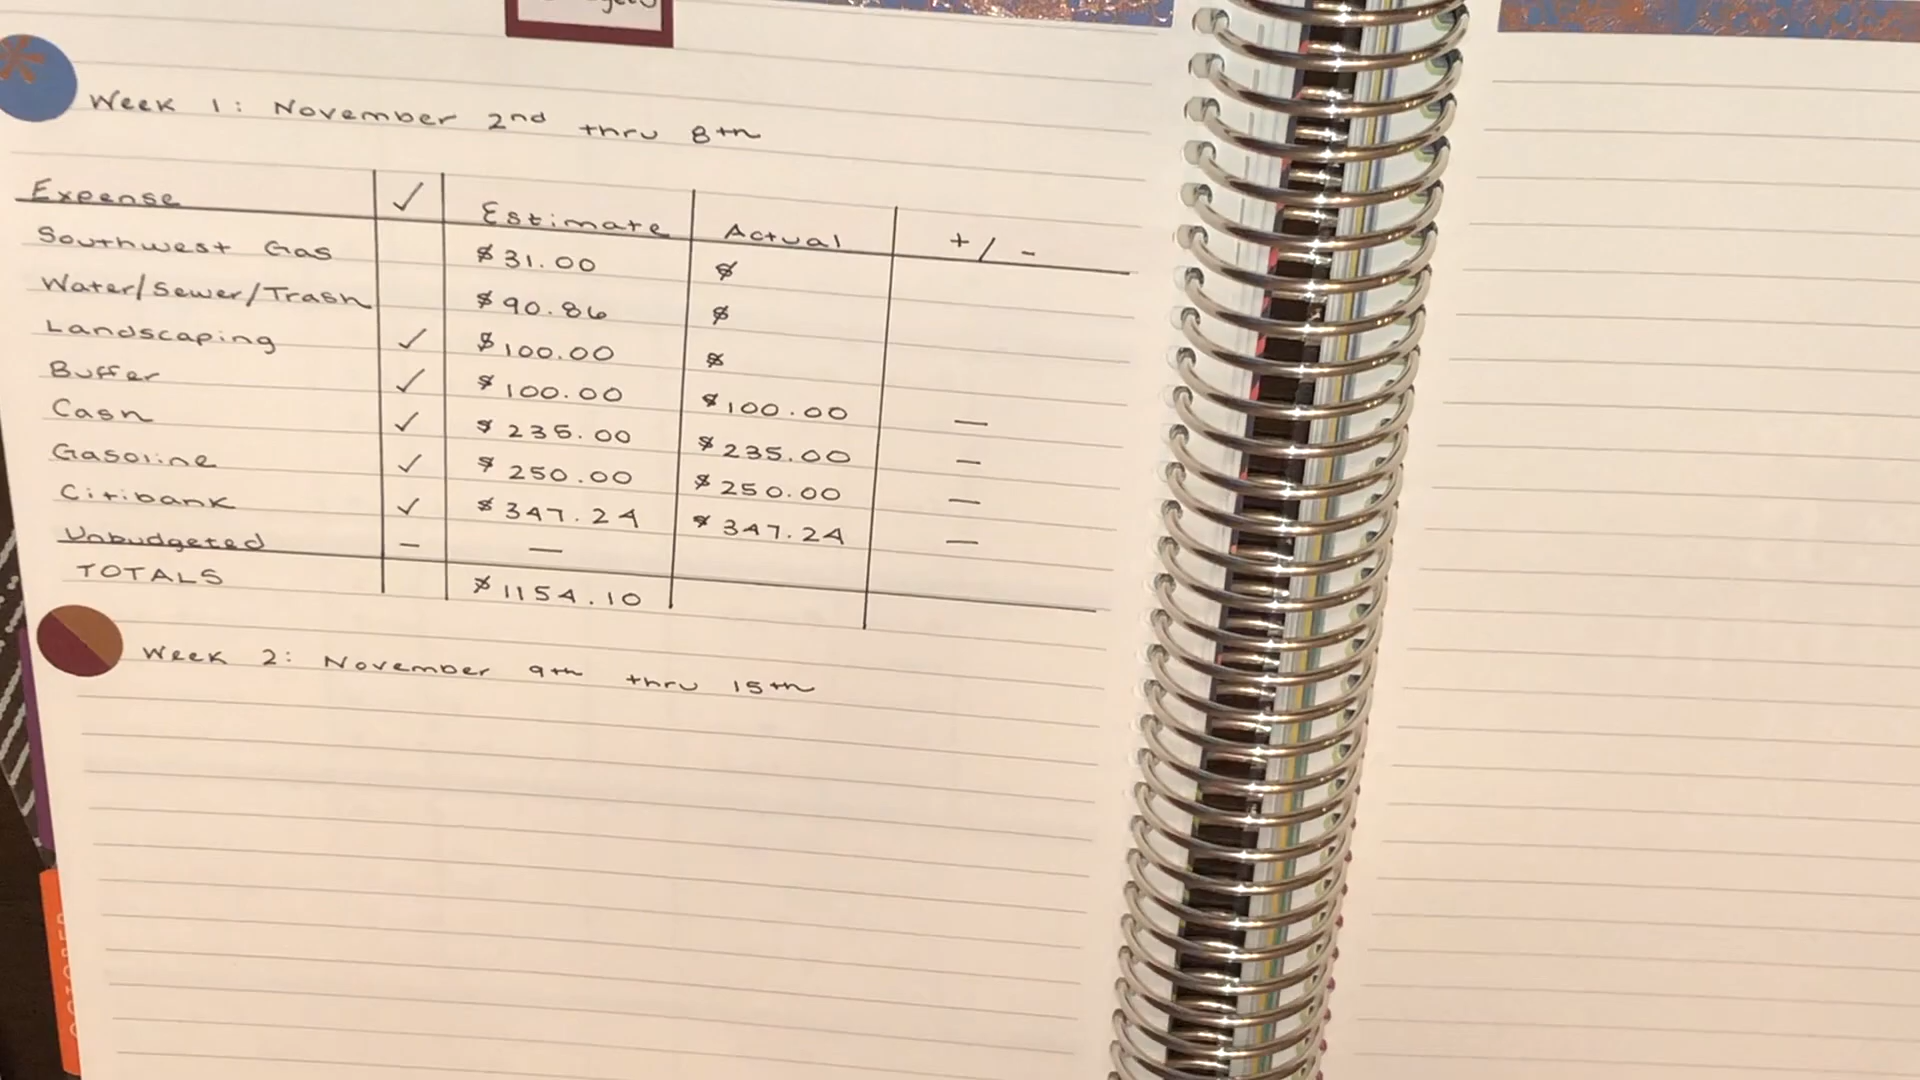 Week 1: November 2nd thru 8th
Expense ✓ Estimate Actual + / -
Southwest Gas $31.00 $
Water/Sewer/Trash $90.86 $
Landscaping ✓ $100.00 $
Buffer ✓ $100.00 $100.00 —
Cash ✓ $235.00 $235.00 —
Gasoline ✓ $250.00 $250.00 —
Citibank ✓ $347.24 $347.24 —
Unbudgeted — —
TOTALS $1154.10
Week 2: November 9th thru 15th
OCTOBER